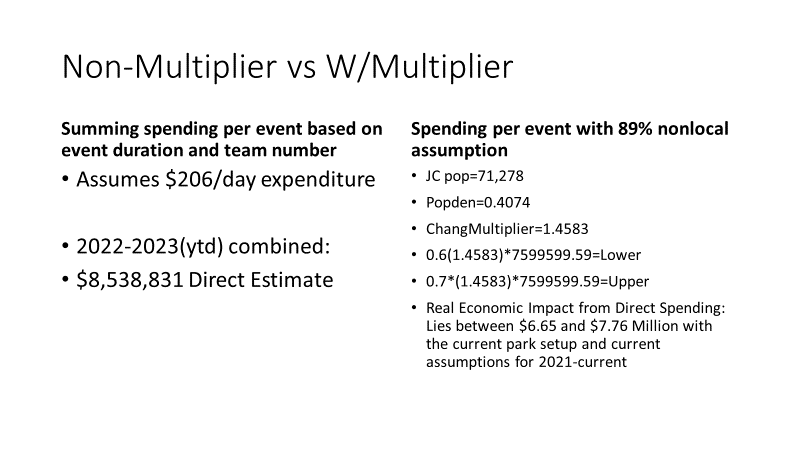 Non-Multiplier vs W/Multiplier
Summing spending per event based on
event duration and team number
• Assumes $206/day expenditure
• 2022-2023(ytd) combined:
• $8,538,831 Direct Estimate
Spending per event with 89% nonlocal
assumption
• JC pop=71,278
• Popden=0.4074
• ChangMultiplier=1.4583
• 0.6(1.4583)*7599599.59=Lower
• 0.7*(1.4583)*7599599.59=Upper
• Real Economic Impact from Direct Spending:
Lies between $6.65 and $7.76 Million with
the current park setup and current
assumptions for 2021-current